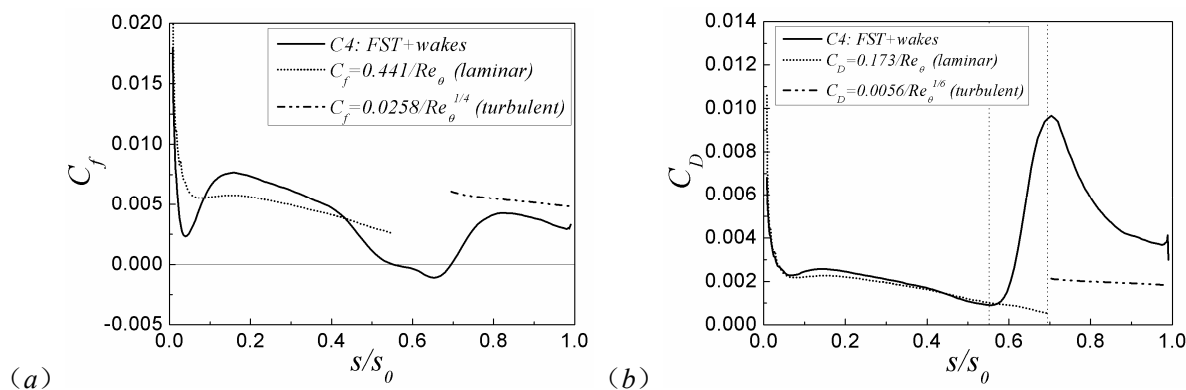 0.020
0.015
0.010
0.005
0.000
-0.005
C_f
C4: FST+wakes
C_f=0.441/Re_θ (laminar)
C_f=0.0258/Re_θ^{1/4} (turbulent)
0.0 0.2 0.4 0.6 0.8 1.0
s/s_0
(a)
0.014
0.012
0.010
0.008
0.006
0.004
0.002
0.000
C_D
C4: FST+wakes
C_D=0.173/Re_θ (laminar)
C_D=0.0056/Re_θ^{1/6} (turbulent)
0.0 0.2 0.4 0.6 0.8 1.0
s/s_0
(b)